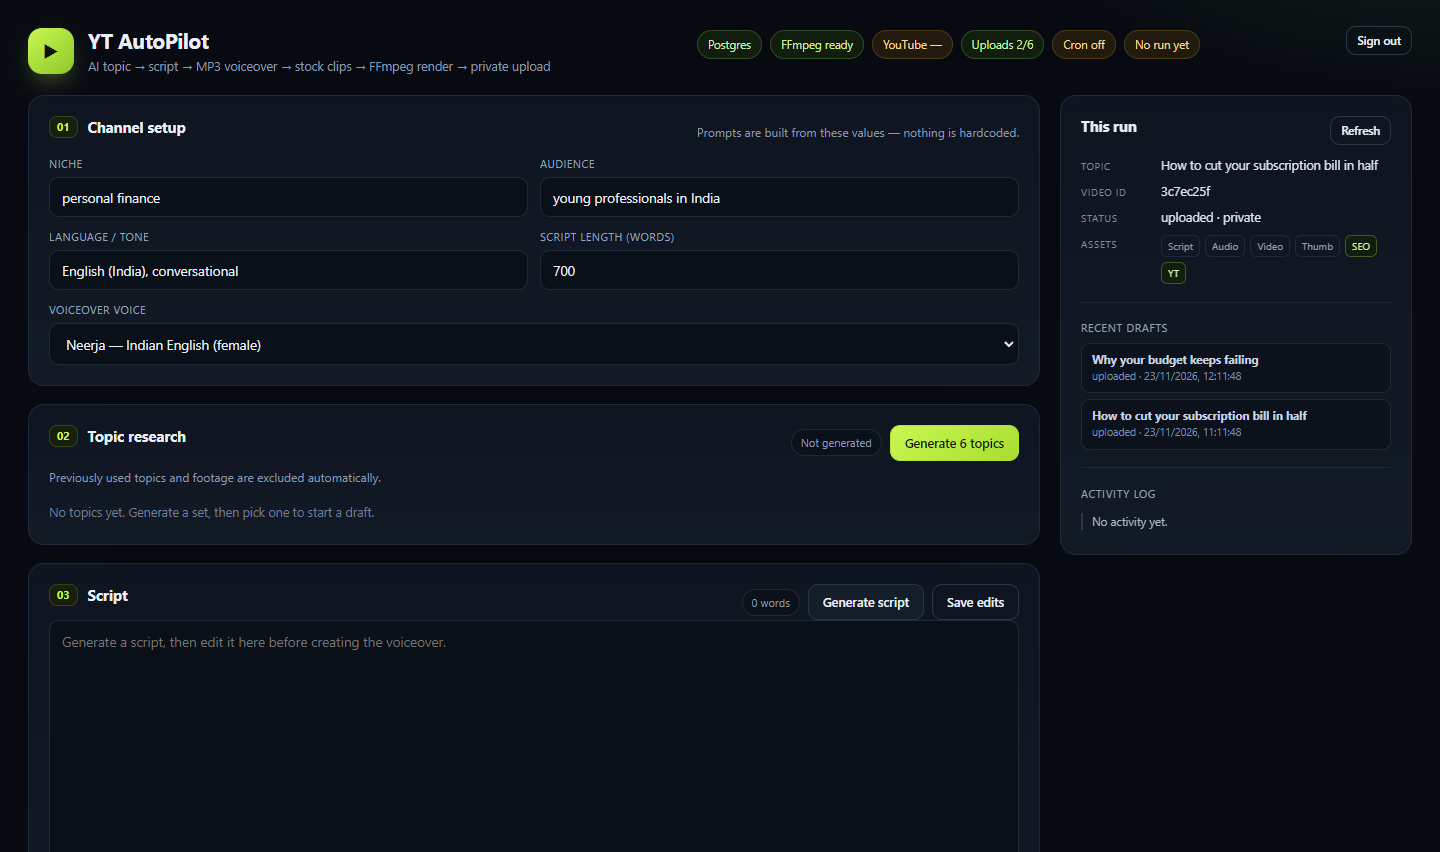 YT AutoPilot
AI topic → script → MP3 voiceover → stock clips → FFmpeg render → private upload
Postgres
FFmpeg ready
YouTube —
Uploads 2/6
Cron off
No run yet
Sign out
01
Channel setup
Prompts are built from these values — nothing is hardcoded.
NICHE
personal finance
AUDIENCE
young professionals in India
LANGUAGE / TONE
English (India), conversational
SCRIPT LENGTH (WORDS)
700
VOICEOVER VOICE
Neerja — Indian English (female)
02
Topic research
Not generated
Generate 6 topics
Previously used topics and footage are excluded automatically.
No topics yet. Generate a set, then pick one to start a draft.
03
Script
0 words
Generate script
Save edits
Generate a script, then edit it here before creating the voiceover.
This run
Refresh
TOPIC
How to cut your subscription bill in half
VIDEO ID
3c7ec25f
STATUS
uploaded · private
ASSETS
Script
Audio
Video
Thumb
SEO
YT
RECENT DRAFTS
Why your budget keeps failing
uploaded · 23/11/2026, 12:11:48
How to cut your subscription bill in half
uploaded · 23/11/2026, 11:11:48
ACTIVITY LOG
No activity yet.